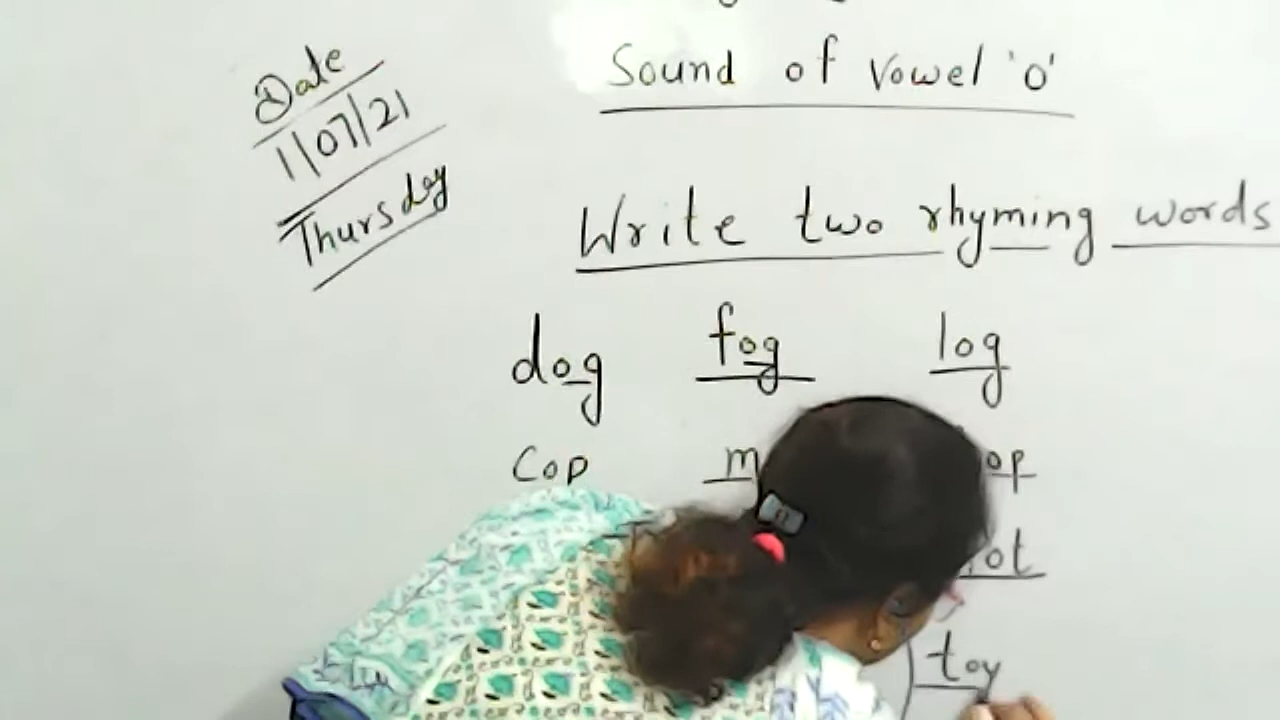 Date
1/07/21
Thursday
Sound of Vowel 'o'
Write two rhyming words
dog fog log
Cop
toy